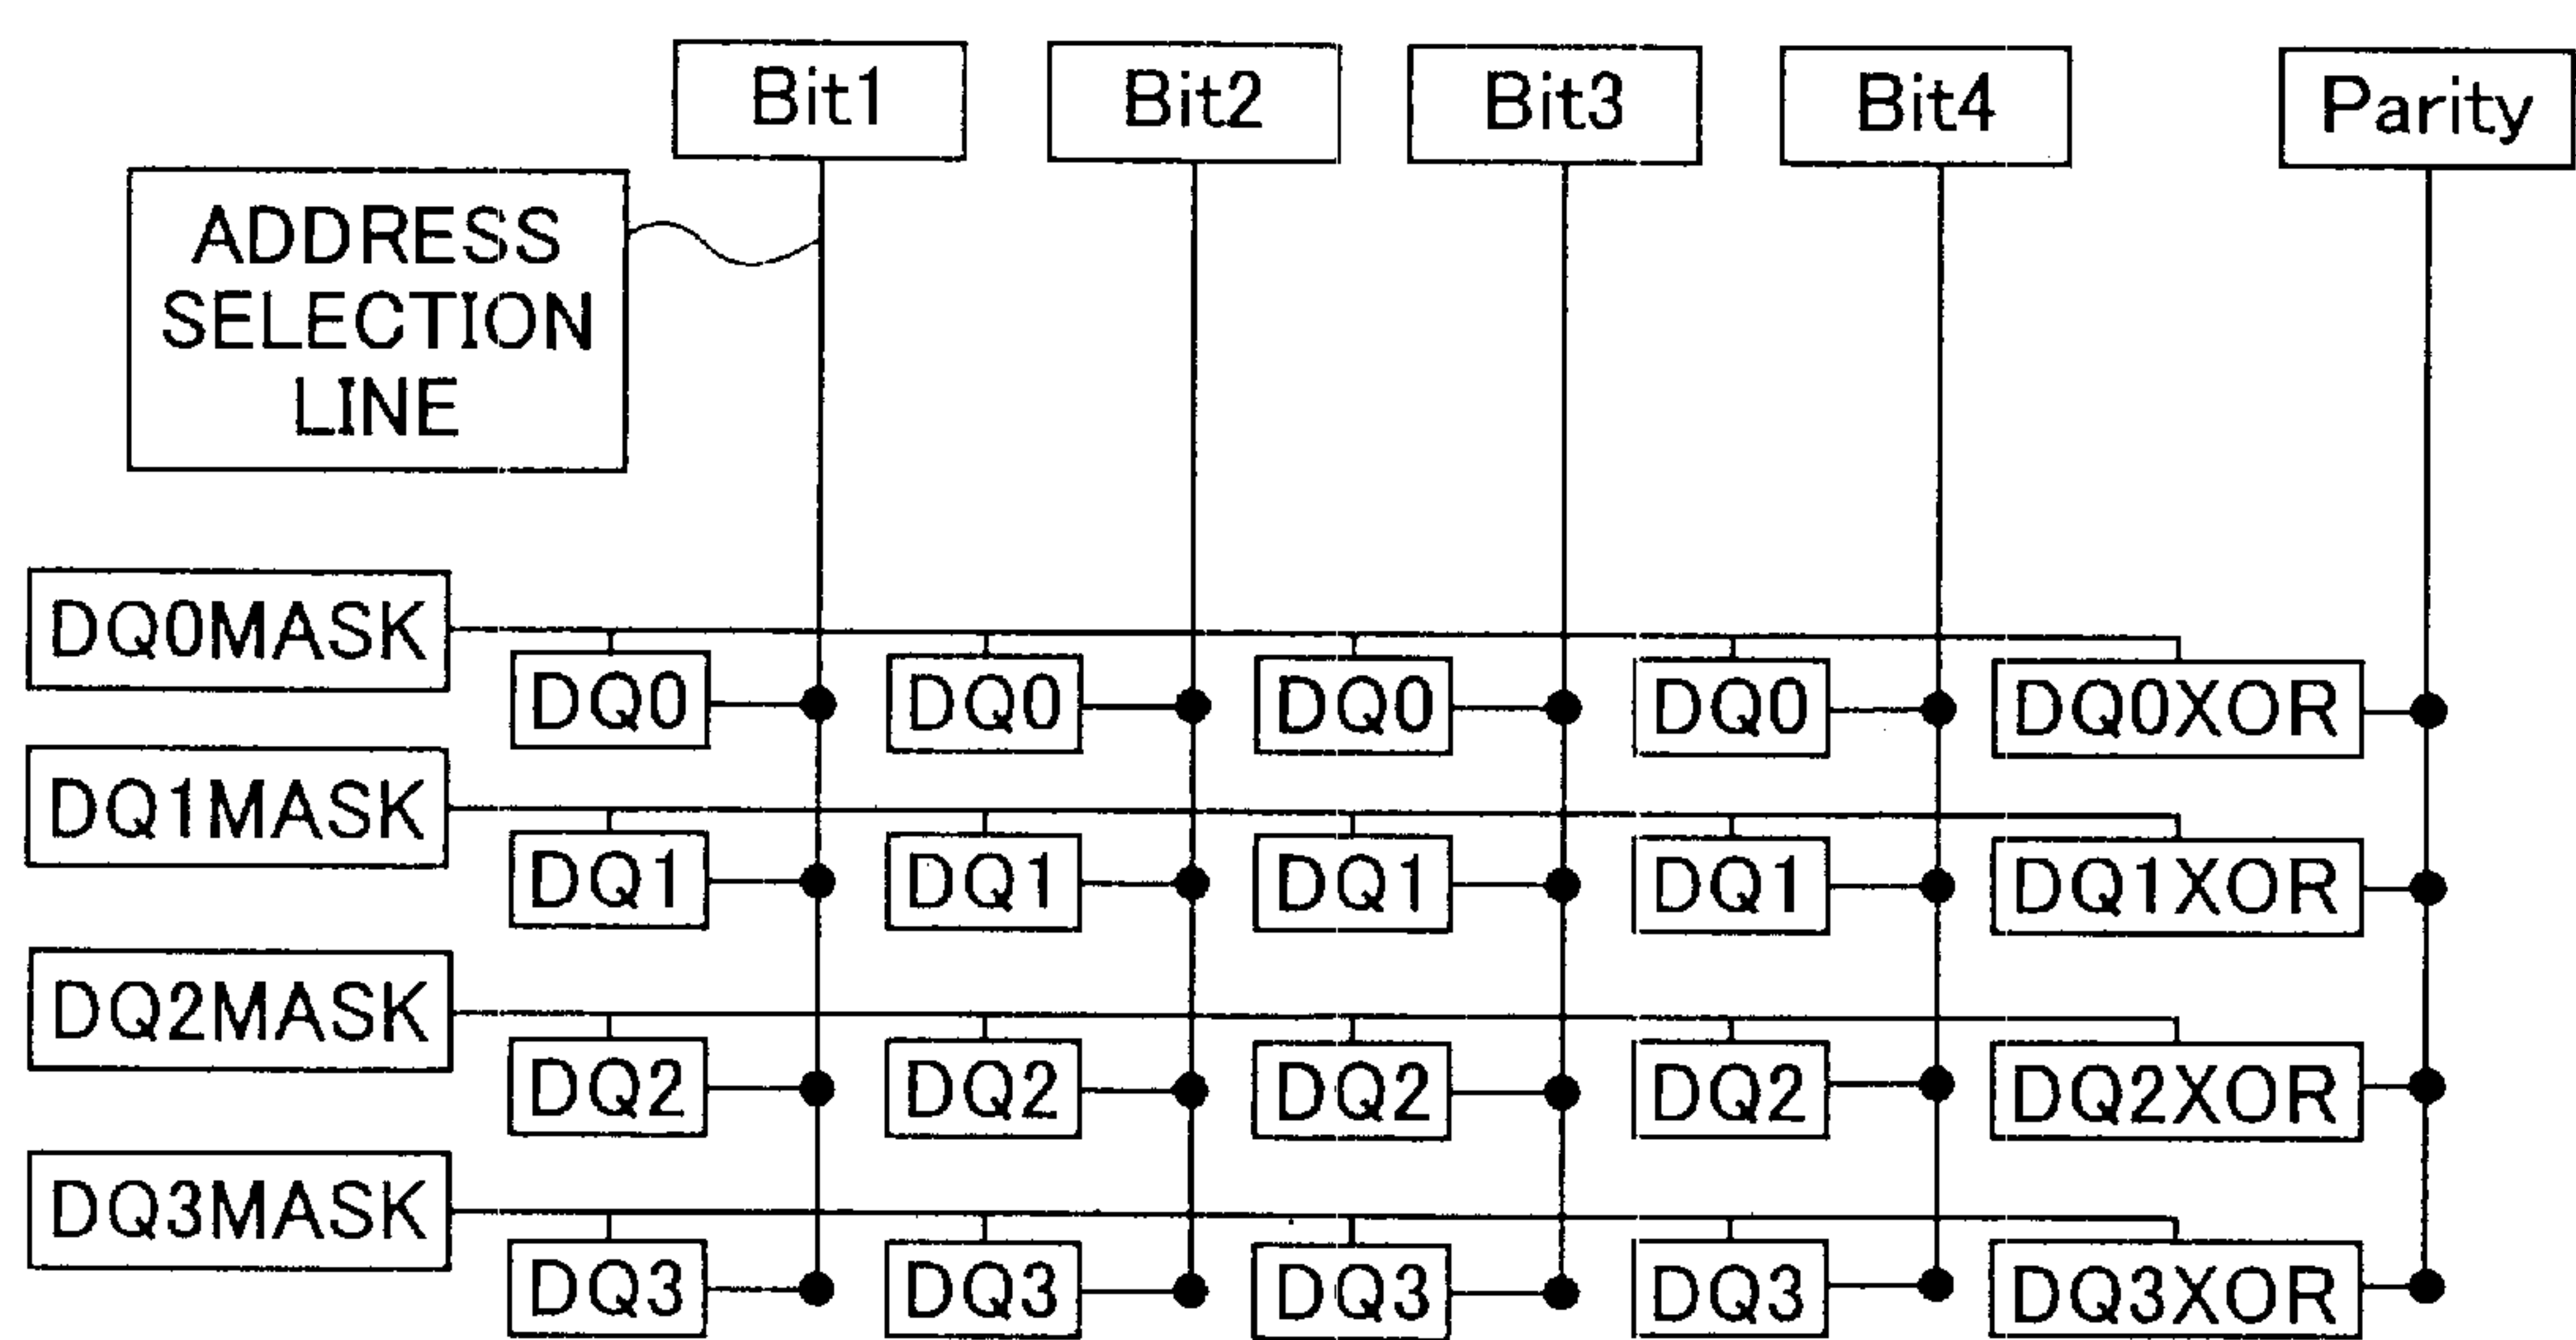 Bit1 Bit2 Bit3 Bit4 Parity
ADDRESS
SELECTION
LINE
DQ0MASK
DQ0 DQ0 DQ0 DQ0 DQ0XOR
DQ1MASK
DQ1 DQ1 DQ1 DQ1 DQ1XOR
DQ2MASK
DQ2 DQ2 DQ2 DQ2 DQ2XOR
DQ3MASK
DQ3 DQ3 DQ3 DQ3 DQ3XOR